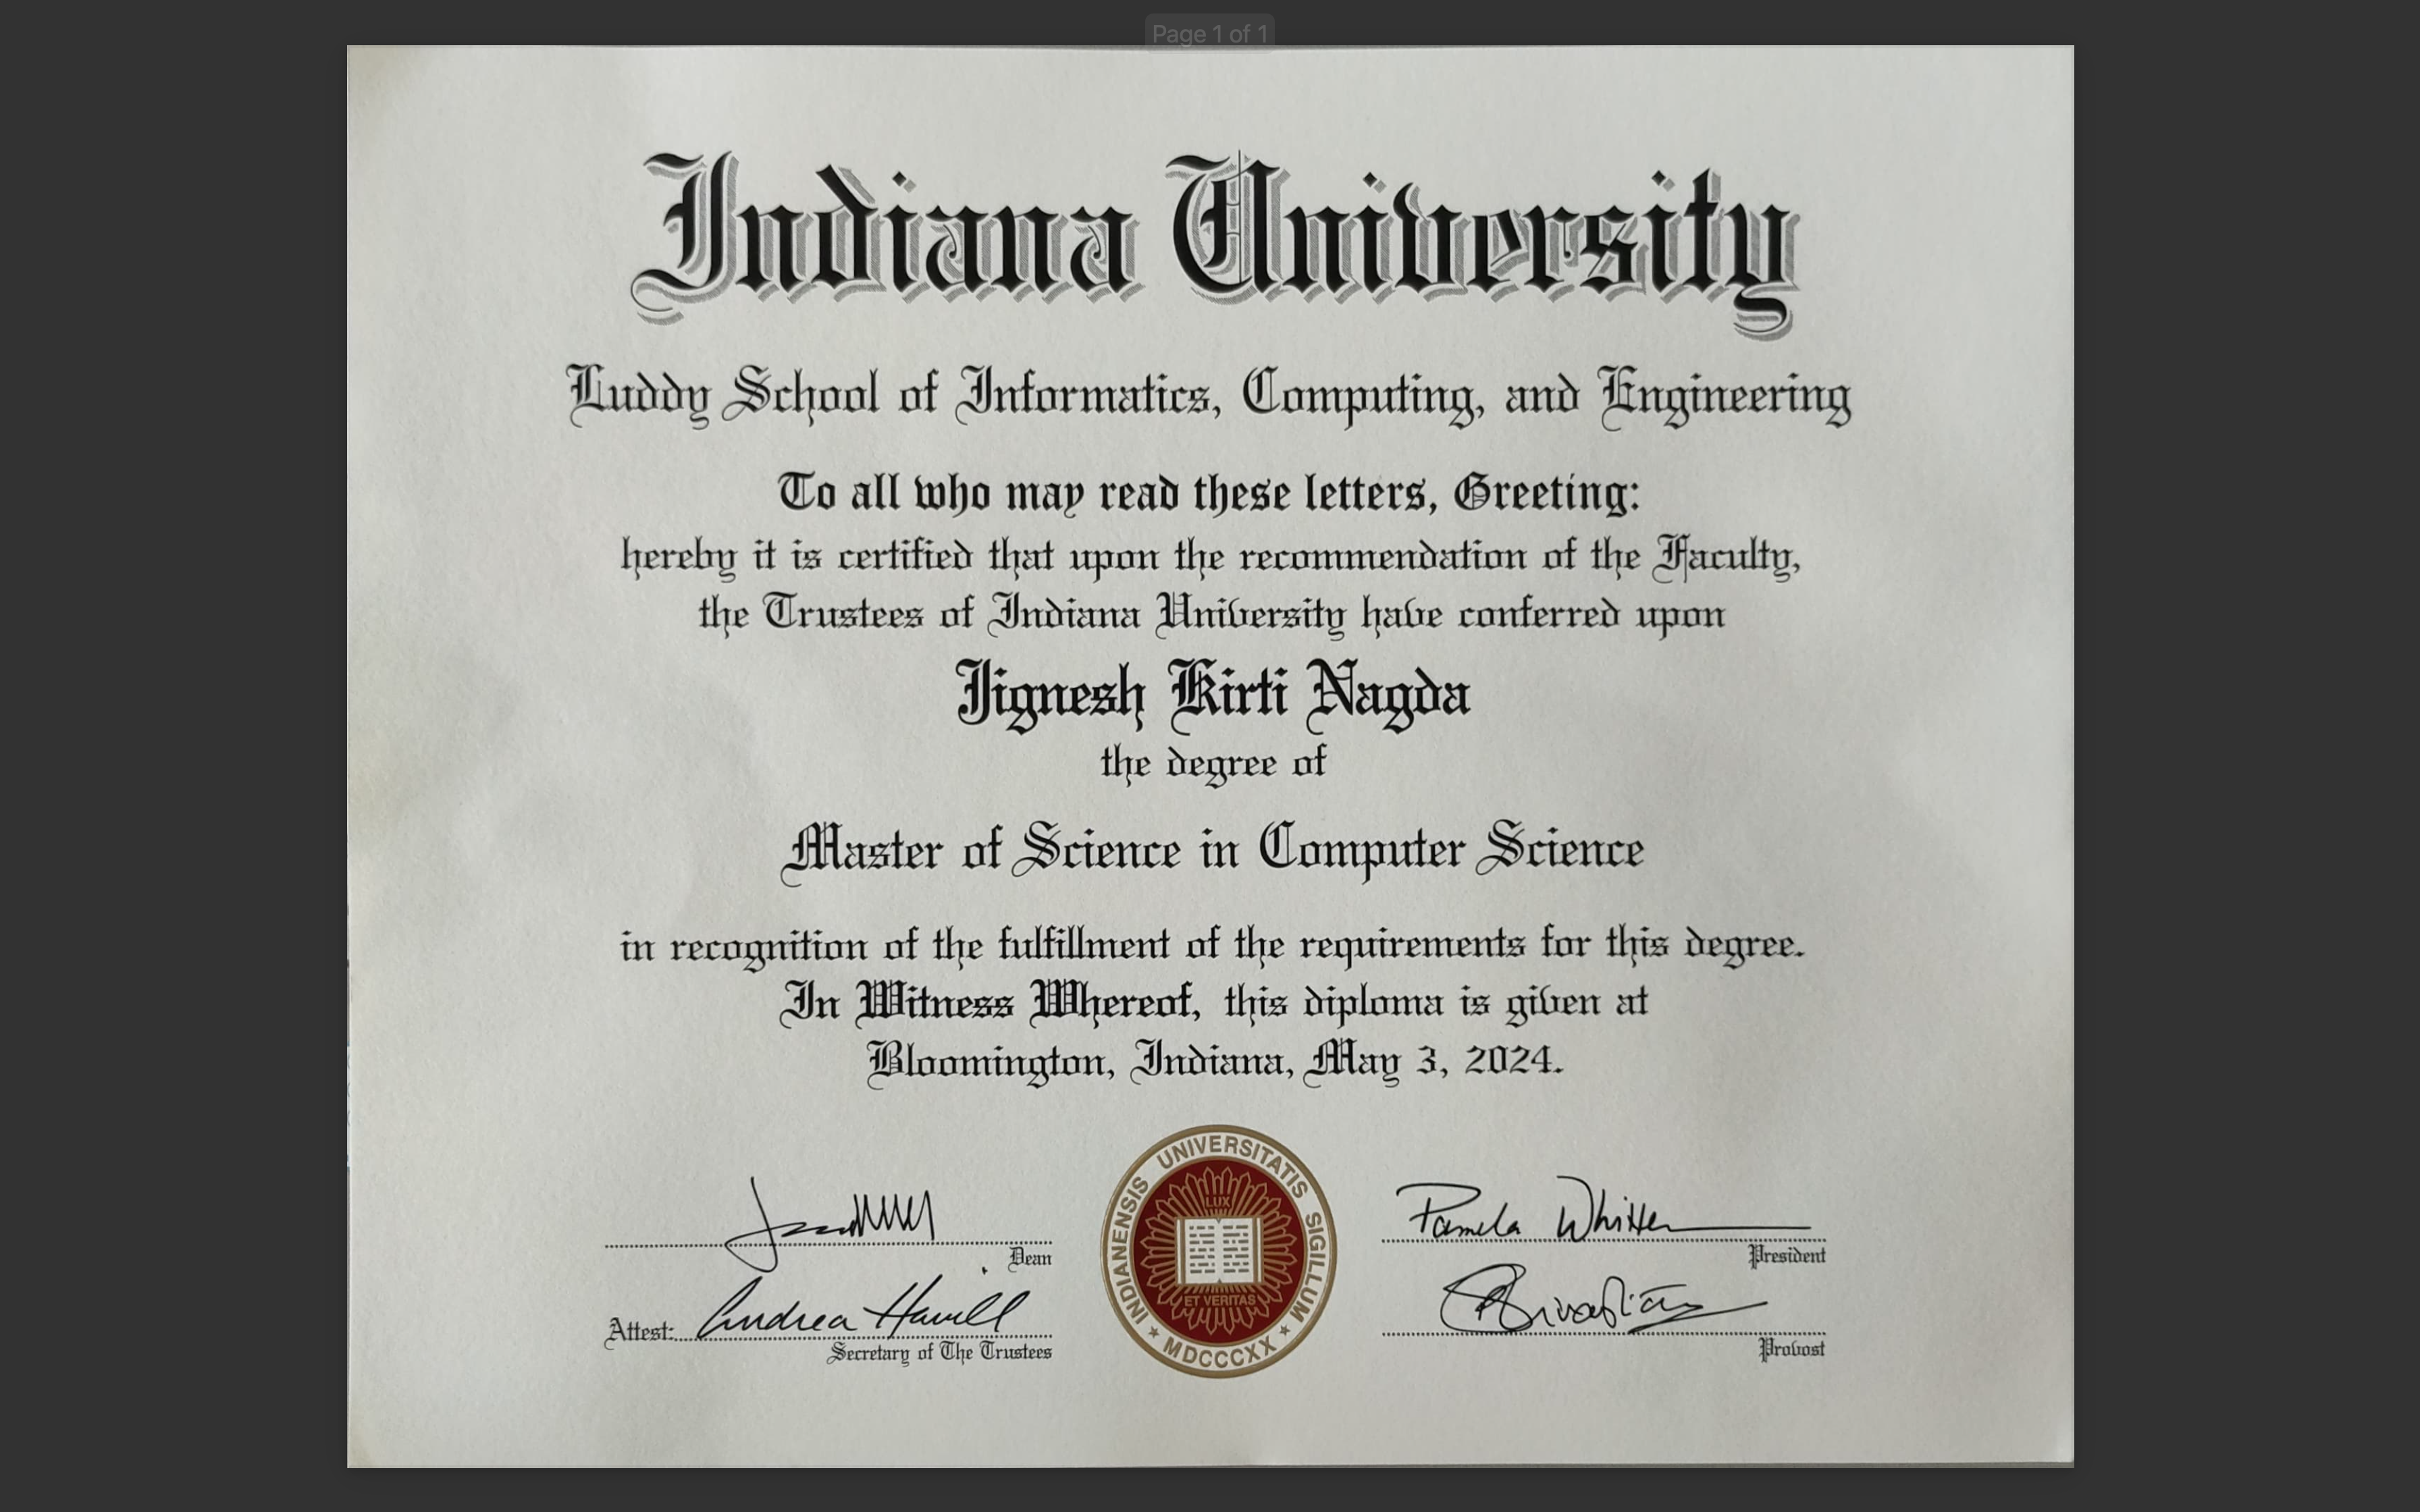 Page 1 of 1
Indiana University
Luddy School of Informatics, Computing, and Engineering
To all who may read these letters, Greeting:
hereby it is certified that upon the recommendation of the Faculty,
the Trustees of Indiana University have conferred upon
Jignesh Kirti Nagda
the degree of
Master of Science in Computer Science
in recognition of the fulfillment of the requirements for this degree.
In Witness Whereof, this diploma is given at
Bloomington, Indiana, May 3, 2024.
Dean
Pamela Whitten
President
Attest: Andrea Havill
Secretary of The Trustees
Provost
INDIANENSIS UNIVERSITATIS SIGILLUM
LUX
ET VERITAS
MDCCCXX